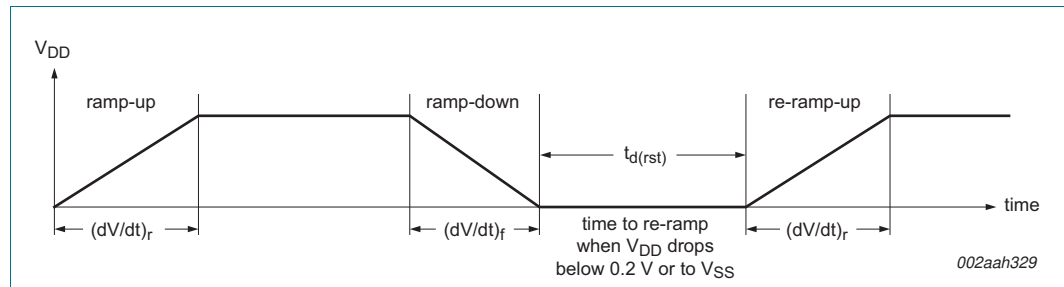 VDD
ramp-up
ramp-down
re-ramp-up
td(rst)
time
(dV/dt)r
(dV/dt)f
time to re-ramp
when VDD drops
below 0.2 V or to VSS
(dV/dt)r
002aah329